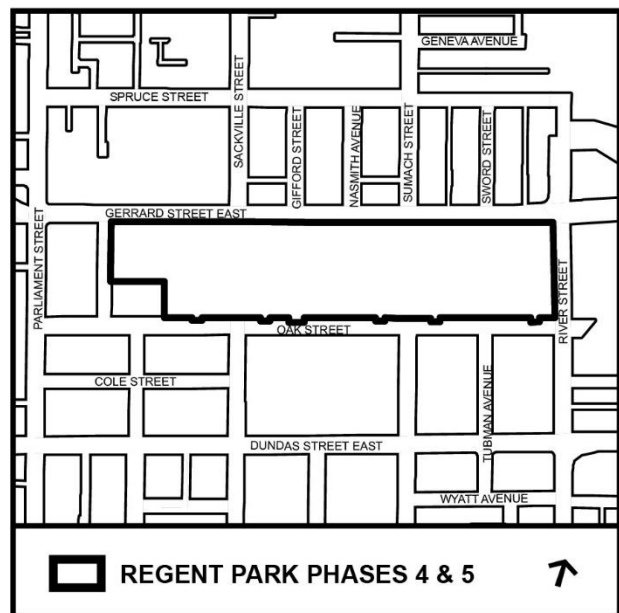 GENEVA AVENUE
SPRUCE STREET
SACKVILLE STREET
GIFFORD STREET
NASMITH AVENUE
SUMACH STREET
SWORD STREET
GERRARD STREET EAST
PARLIAMENT STREET
RIVER STREET
OAK STREET
COLE STREET
TUBMAN AVENUE
DUNDAS STREET EAST
WYATT AVENUE
REGENT PARK PHASES 4 & 5